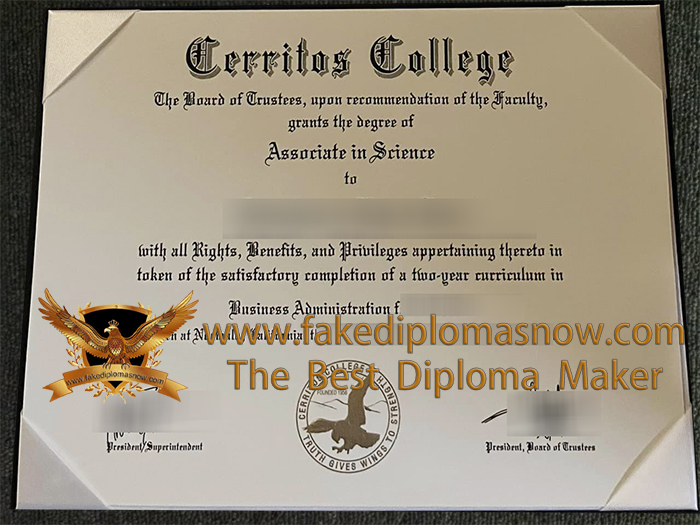 Cerritos College
The Board of Trustees, upon recommendation of the Faculty,
grants the degree of
Associate in Science
to
with all Rights, Benefits, and Privileges appertaining thereto in
token of the satisfactory completion of a two-year curriculum in
Business Administration f
at
www.fakediplomasnow.com
www.fakediplomasnow.com
The Best Diploma Maker
CERRITOS COLLEGE
FOUNDED 1956
TRUTH GIVES WINGS TO STRENGTH
President/Superintendent
President, Board of Trustees